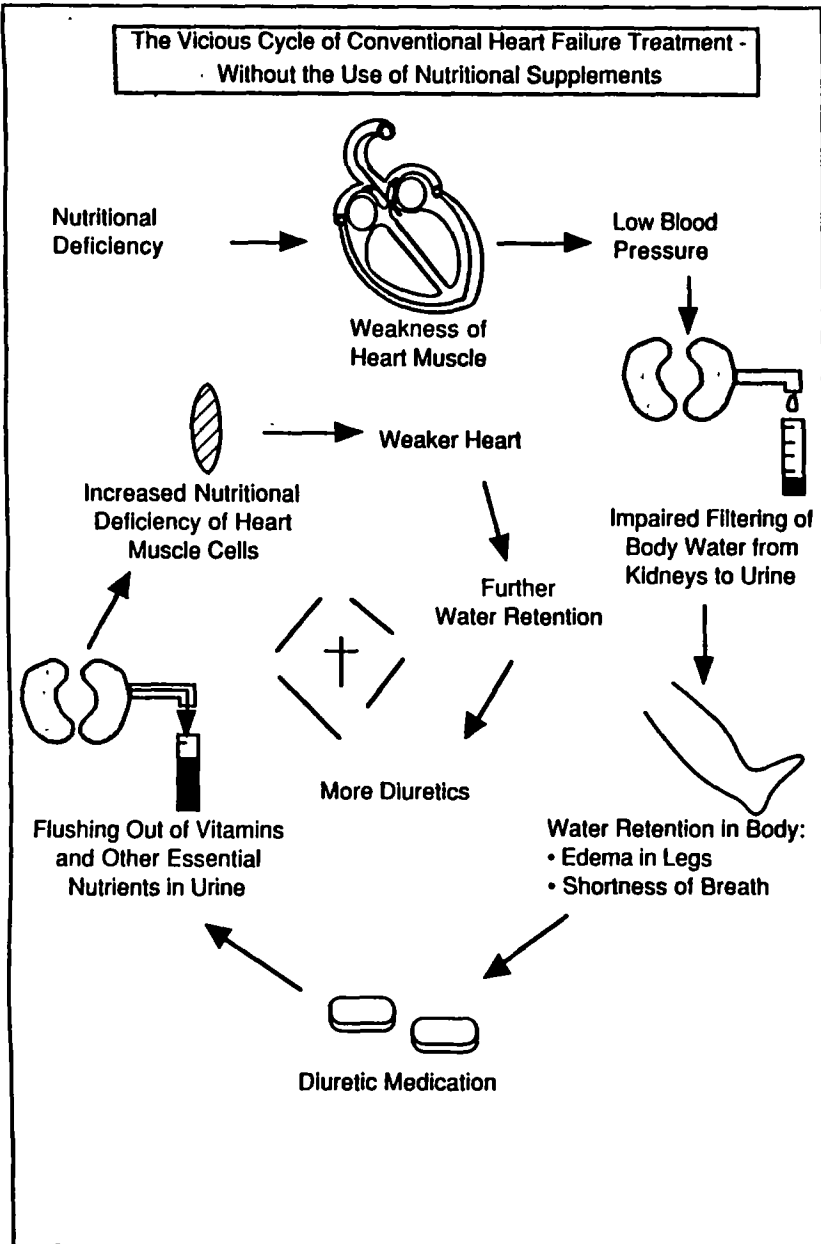 The Vicious Cycle of Conventional Heart Failure Treatment -
Without the Use of Nutritional Supplements
Nutritional
Deficiency
Weakness of
Heart Muscle
Low Blood
Pressure
Impaired Filtering of
Body Water from
Kidneys to Urine
Water Retention in Body:
• Edema in Legs
• Shortness of Breath
Diuretic Medication
Flushing Out of Vitamins
and Other Essential
Nutrients in Urine
Increased Nutritional
Deficiency of Heart
Muscle Cells
Weaker Heart
Further
Water Retention
More Diuretics